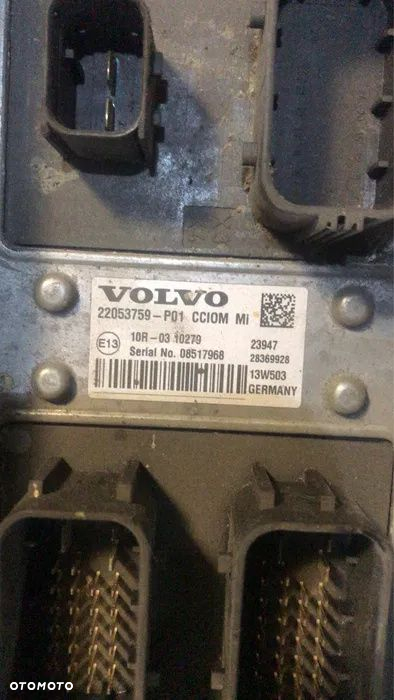 VOLVO
22053759-P01 CCIOM Mi
E13
10R-03 10279
23947
Serial No. 08517968
28369928
13W503
GERMANY
OTOMOTO